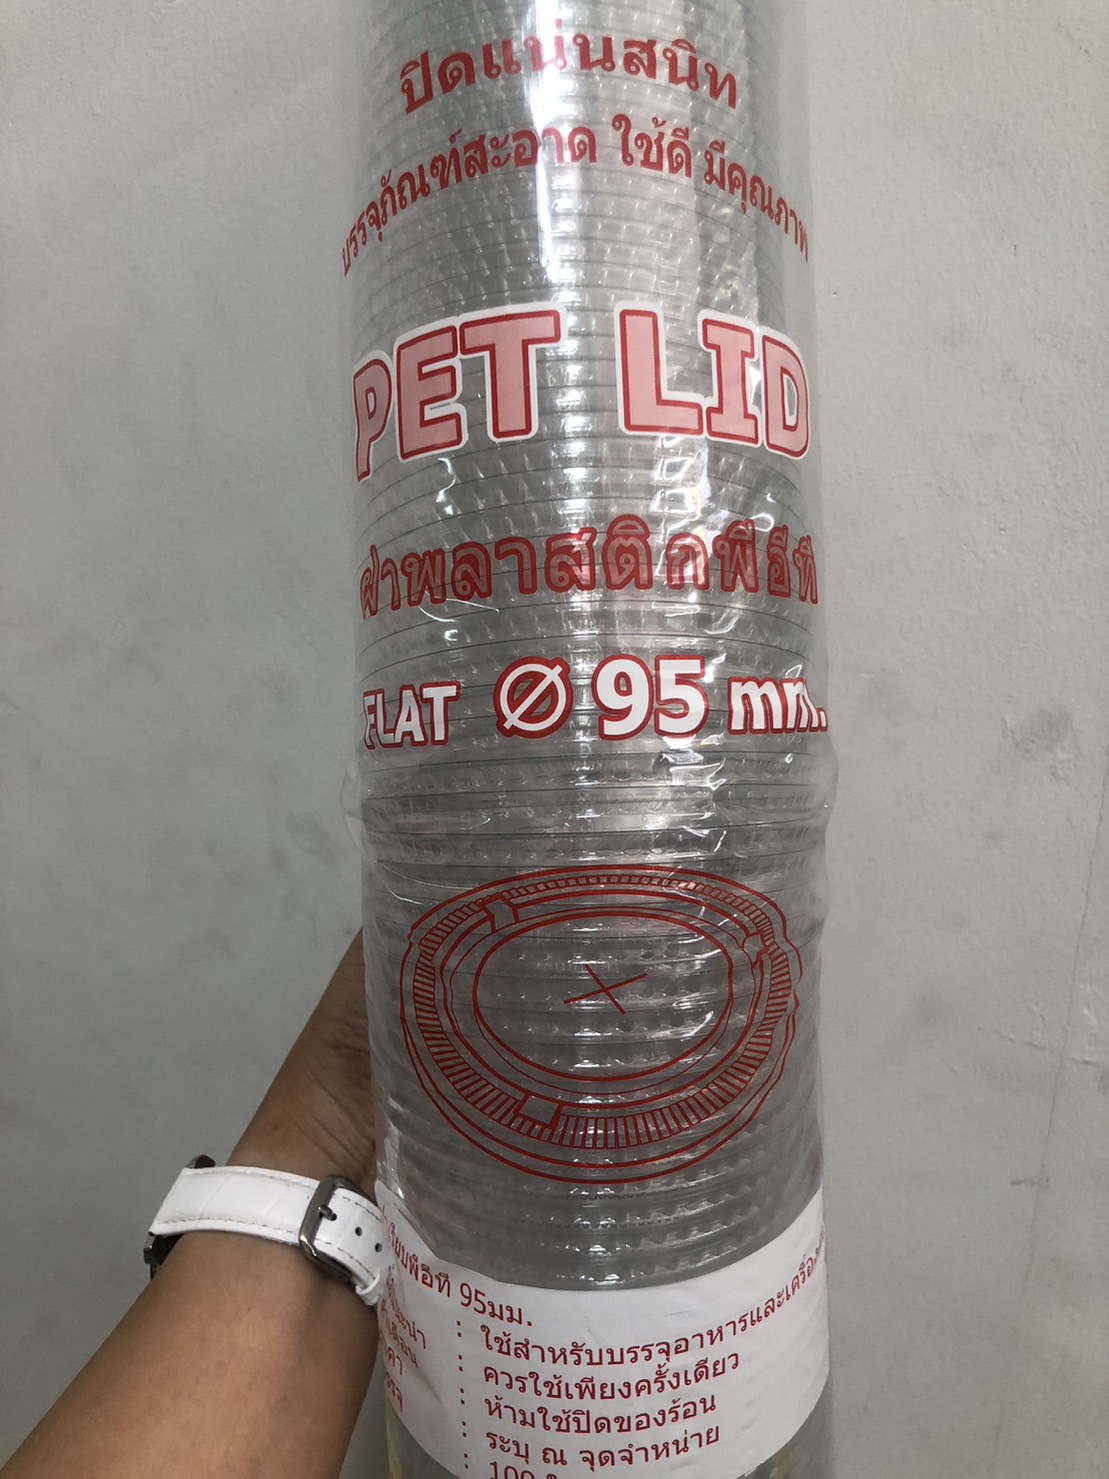 ปิดแน่นสนิท
บรรจุภัณฑ์สะอาด ใช้ดี มีคุณภาพ
PET LID
ฝาพลาสติกพีอีที
FLAT Ø 95 mm.
พีอีที 95มม.
: ใช้สำหรับบรรจุอาหารและเครื่อง
: ควรใช้เพียงครั้งเดียว
: ห้ามใช้ปิดของร้อน
: ระบุ ณ จุดจำหน่าย
: 100